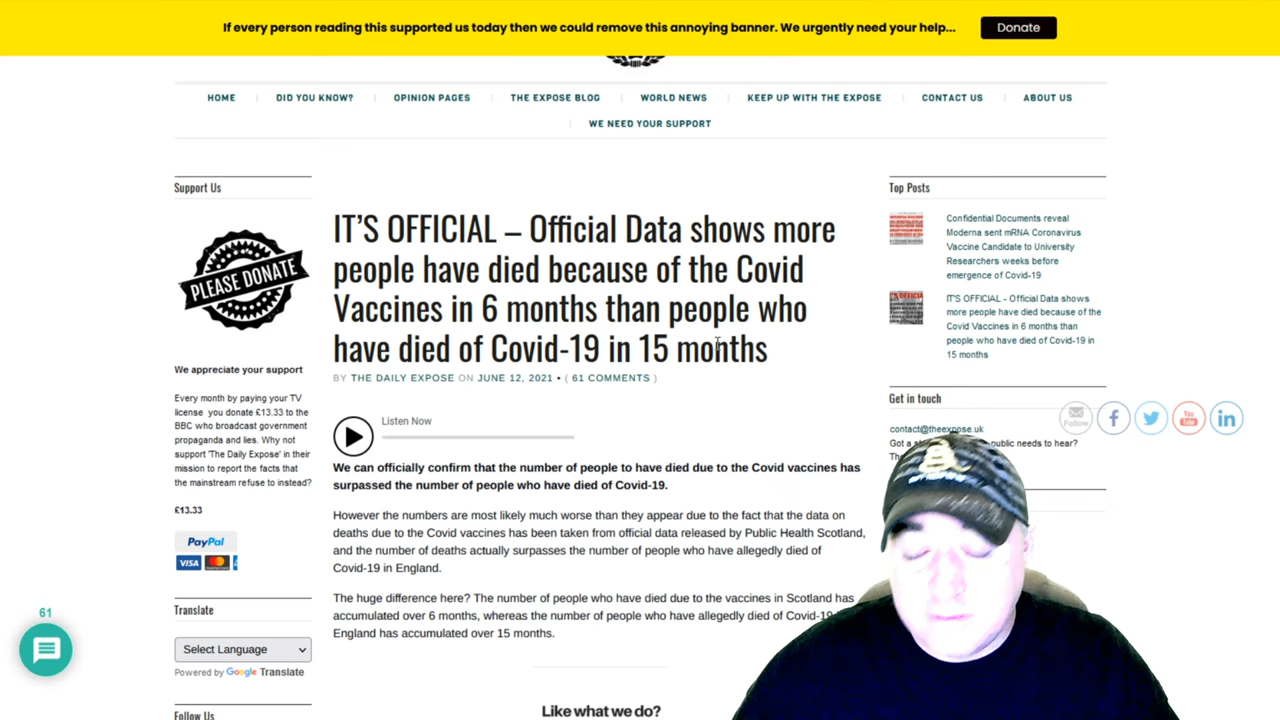 If every person reading this supported us today then we could remove this annoying banner. We urgently need your help...
Donate
HOME
DID YOU KNOW?
OPINION PAGES
THE EXPOSE BLOG
WORLD NEWS
KEEP UP WITH THE EXPOSE
CONTACT US
ABOUT US
WE NEED YOUR SUPPORT
Support Us
PLEASE DONATE
We appreciate your support
Every month by paying your TV
license you donate £13.33 to the
BBC who broadcast government
propaganda and lies. Why not
support 'The Daily Expose' in their
mission to report the facts that
the mainstream refuse to instead?
£13.33
PayPal
VISA
Translate
Select Language
Powered by Google Translate
Follow Us
61
IT'S OFFICIAL – Official Data shows more
people have died because of the Covid
Vaccines in 6 months than people who
have died of Covid-19 in 15 months
BY THE DAILY EXPOSE ON JUNE 12, 2021 • ( 61 COMMENTS )
Listen Now
We can officially confirm that the number of people to have died due to the Covid vaccines has
surpassed the number of people who have died of Covid-19.
However the numbers are most likely much worse than they appear due to the fact that the data on
deaths due to the Covid vaccines has been taken from official data released by Public Health Scotland,
and the number of deaths actually surpasses the number of people who have allegedly died of
Covid-19 in England.
The huge difference here? The number of people who have died due to the vaccines in Scotland has
accumulated over 6 months, whereas the number of people who have allegedly died of Covid-19
England has accumulated over 15 months.
Like what we do?
Top Posts
Confidential Documents reveal
Moderna sent mRNA Coronavirus
Vaccine Candidate to University
Researchers weeks before
emergence of Covid-19
IT'S OFFICIAL - Official Data shows
more people have died because of the
Covid Vaccines in 6 months than
people who have died of Covid-19 in
15 months
Get in touch
contact@theexpose.uk
Got a public needs to hear?
Follow
You
Tube